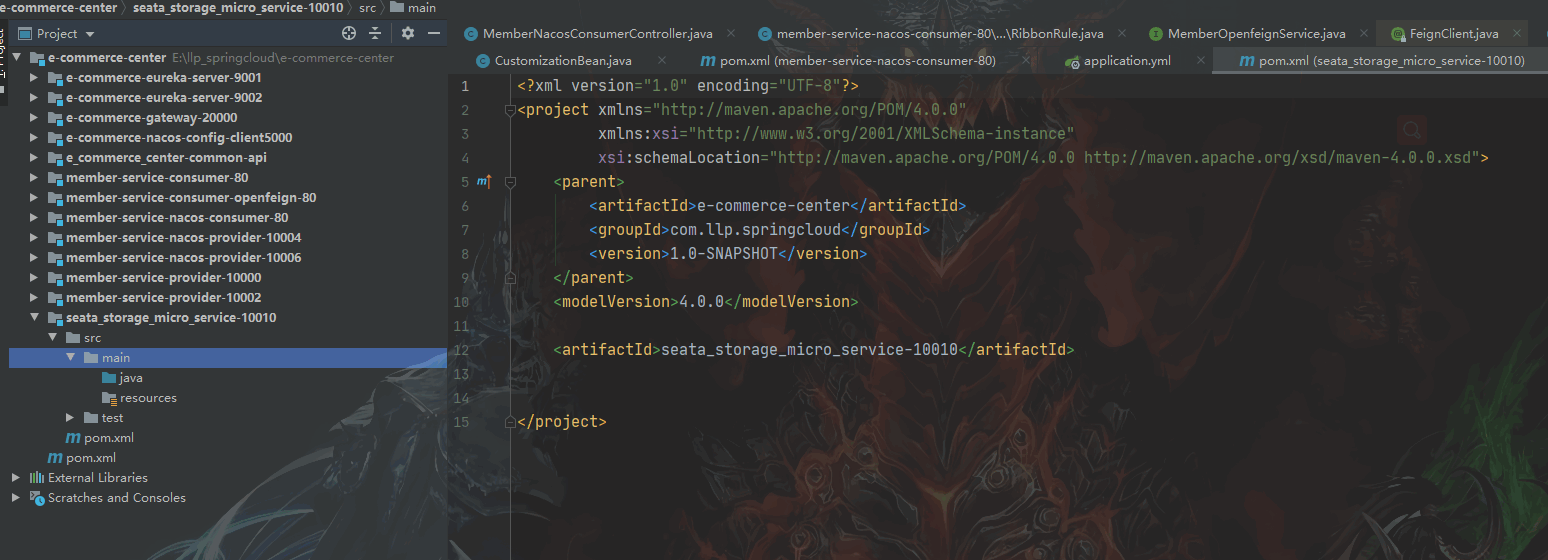 e-commerce-center > seata_storage_micro_service-10010 > src > main
Project
MemberNacosConsumerController.java
member-service-nacos-consumer-80\...\RibbonRule.java
MemberOpenfeignService.java
FeignClient.java
CustomizationBean.java
pom.xml (member-service-nacos-consumer-80)
application.yml
pom.xml (seata_storage_micro_service-10010)
e-commerce-center E:\llp_springcloud\e-commerce-center
e-commerce-eureka-server-9001
e-commerce-eureka-server-9002
e-commerce-gateway-20000
e-commerce-nacos-config-client5000
e_commerce_center-common-api
member-service-consumer-80
member-service-consumer-openfeign-80
member-service-nacos-consumer-80
member-service-nacos-provider-10004
member-service-nacos-provider-10006
member-service-provider-10000
member-service-provider-10002
seata_storage_micro_service-10010
src
main
java
resources
test
pom.xml
pom.xml
External Libraries
Scratches and Consoles
1 <?xml version="1.0" encoding="UTF-8"?>
2 <project xmlns="http://maven.apache.org/POM/4.0.0"
3 xmlns:xsi="http://www.w3.org/2001/XMLSchema-instance"
4 xsi:schemaLocation="http://maven.apache.org/POM/4.0.0 http://maven.apache.org/xsd/maven-4.0.0.xsd">
5 <parent>
6 <artifactId>e-commerce-center</artifactId>
7 <groupId>com.llp.springcloud</groupId>
8 <version>1.0-SNAPSHOT</version>
9 </parent>
10 <modelVersion>4.0.0</modelVersion>
11
12 <artifactId>seata_storage_micro_service-10010</artifactId>
13
14
15 </project>